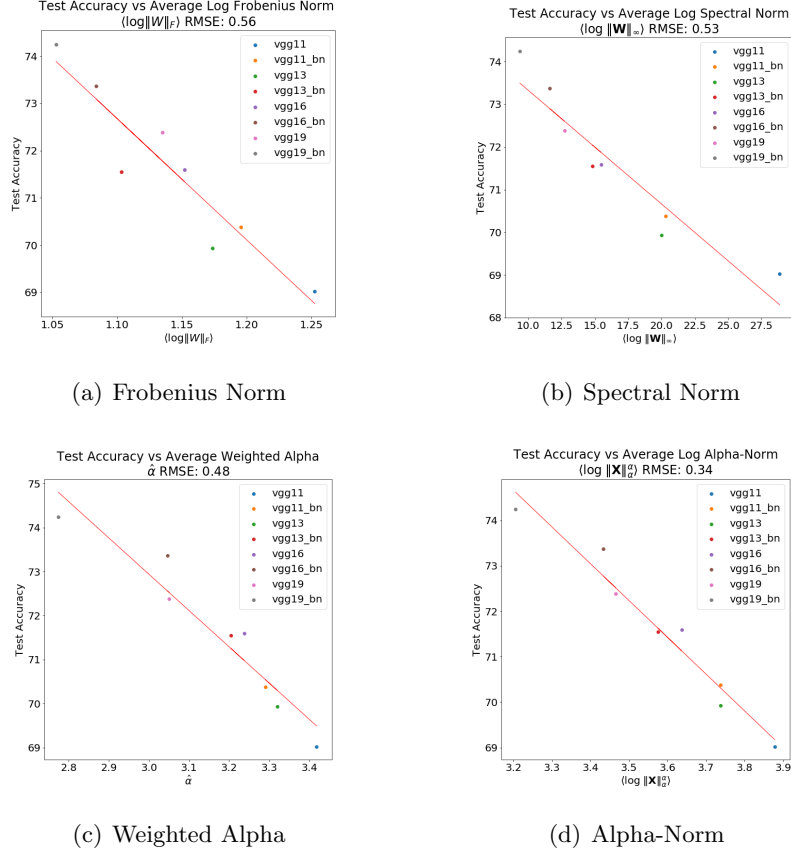 Test Accuracy vs Average Log Frobenius Norm
⟨log‖W‖F⟩ RMSE: 0.56
74
73
72
71
70
69
Test Accuracy
vgg11
vgg11_bn
vgg13
vgg13_bn
vgg16
vgg16_bn
vgg19
vgg19_bn
1.05 1.10 1.15 1.20 1.25
⟨log‖W‖F⟩
(a) Frobenius Norm
Test Accuracy vs Average Log Spectral Norm
⟨log ‖W‖∞⟩ RMSE: 0.53
74
73
72
71
70
69
68
Test Accuracy
vgg11
vgg11_bn
vgg13
vgg13_bn
vgg16
vgg16_bn
vgg19
vgg19_bn
10.0 12.5 15.0 17.5 20.0 22.5 25.0 27.5
⟨log ‖W‖∞⟩
(b) Spectral Norm
Test Accuracy vs Average Weighted Alpha
α̂ RMSE: 0.48
75
74
73
72
71
70
69
Test Accuracy
vgg11
vgg11_bn
vgg13
vgg13_bn
vgg16
vgg16_bn
vgg19
vgg19_bn
2.8 2.9 3.0 3.1 3.2 3.3 3.4
α̂
(c) Weighted Alpha
Test Accuracy vs Average Log Alpha-Norm
⟨log ‖X‖αα⟩ RMSE: 0.34
74
73
72
71
70
69
Test Accuracy
vgg11
vgg11_bn
vgg13
vgg13_bn
vgg16
vgg16_bn
vgg19
vgg19_bn
3.2 3.3 3.4 3.5 3.6 3.7 3.8 3.9
⟨log ‖X‖αα⟩
(d) Alpha-Norm